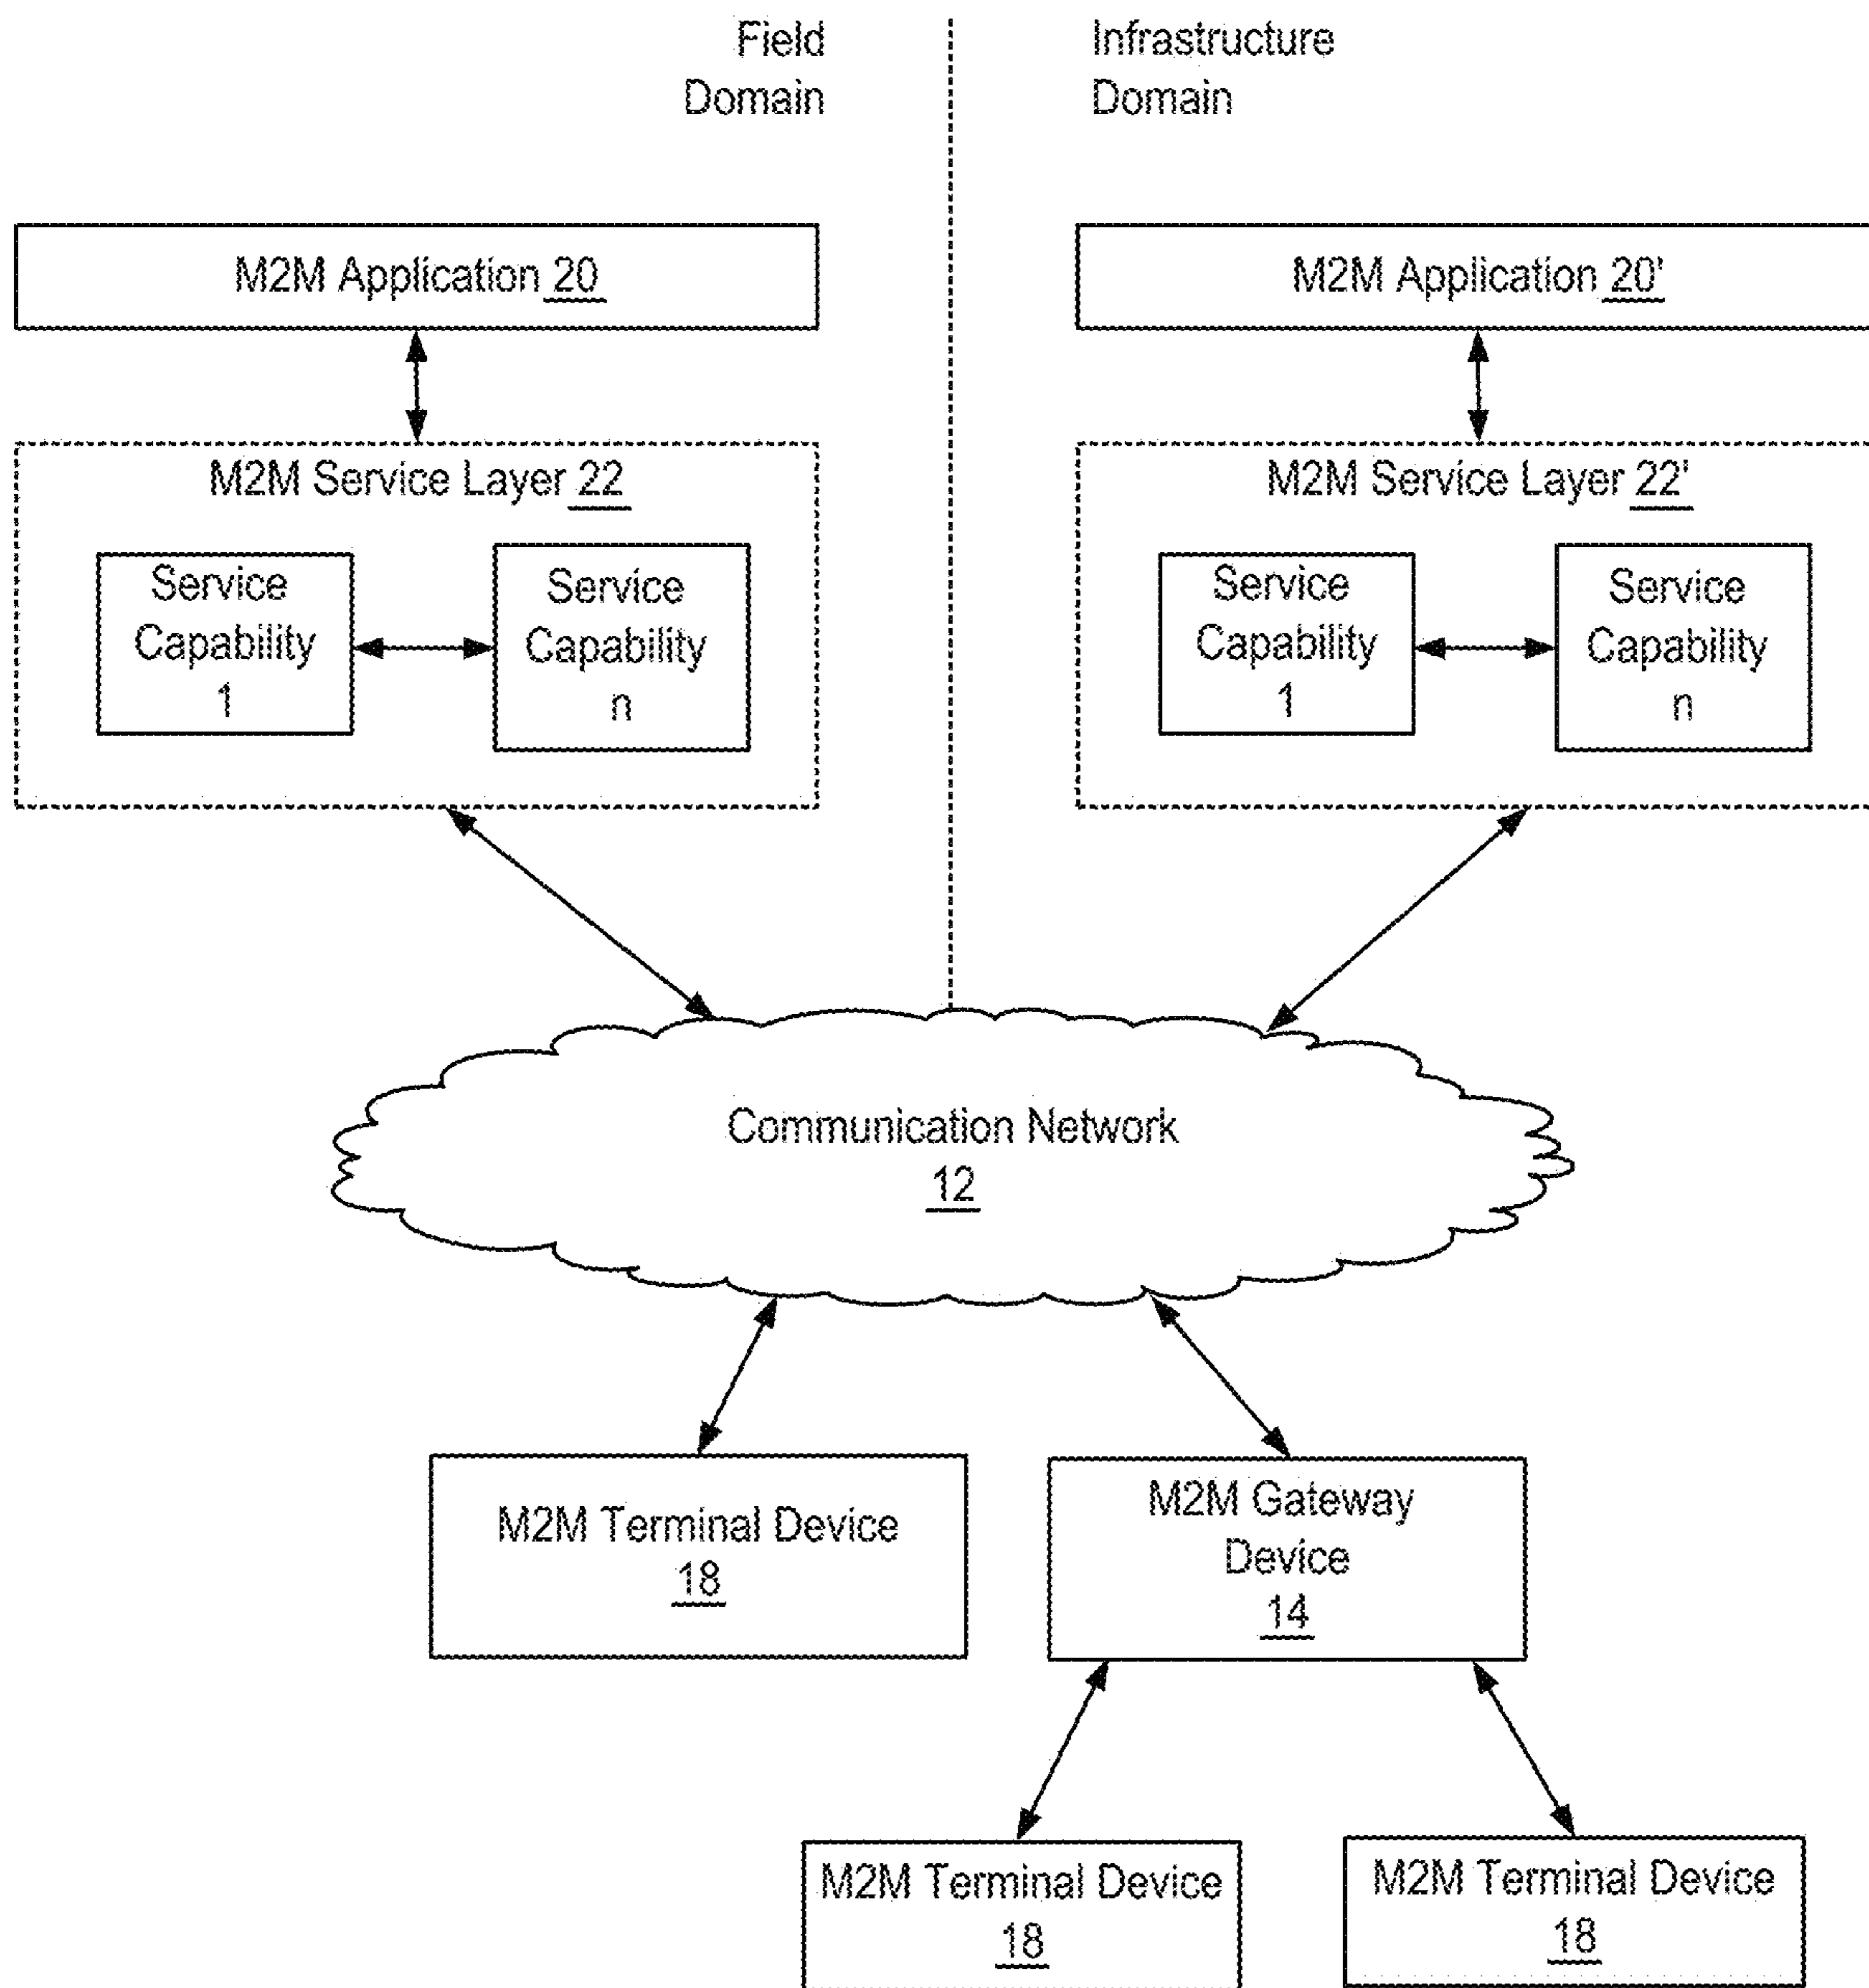 Field
Domain
Infrastructure
Domain
M2M Application 20
M2M Application 20'
M2M Service Layer 22
Service
Capability
1
Service
Capability
n
M2M Service Layer 22'
Service
Capability
1
Service
Capability
n
Communication Network
12
M2M Terminal Device
18
M2M Gateway
Device
14
M2M Terminal Device
18
M2M Terminal Device
18